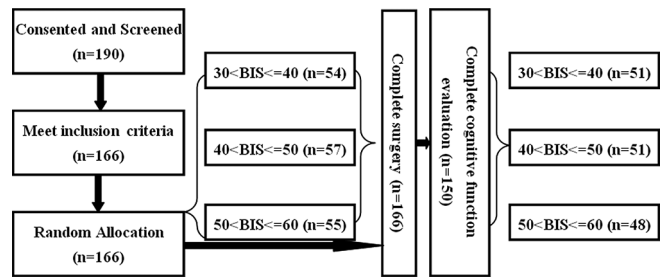 Consented and Screened
(n=190)
Meet inclusion criteria
(n=166)
Random Allocation
(n=166)
30<BIS<=40 (n=54)
40<BIS<=50 (n=57)
50<BIS<=60 (n=55)
Complete surgery
(n=166)
Complete cognitive function
evaluation (n=150)
30<BIS<=40 (n=51)
40<BIS<=50 (n=51)
50<BIS<=60 (n=48)